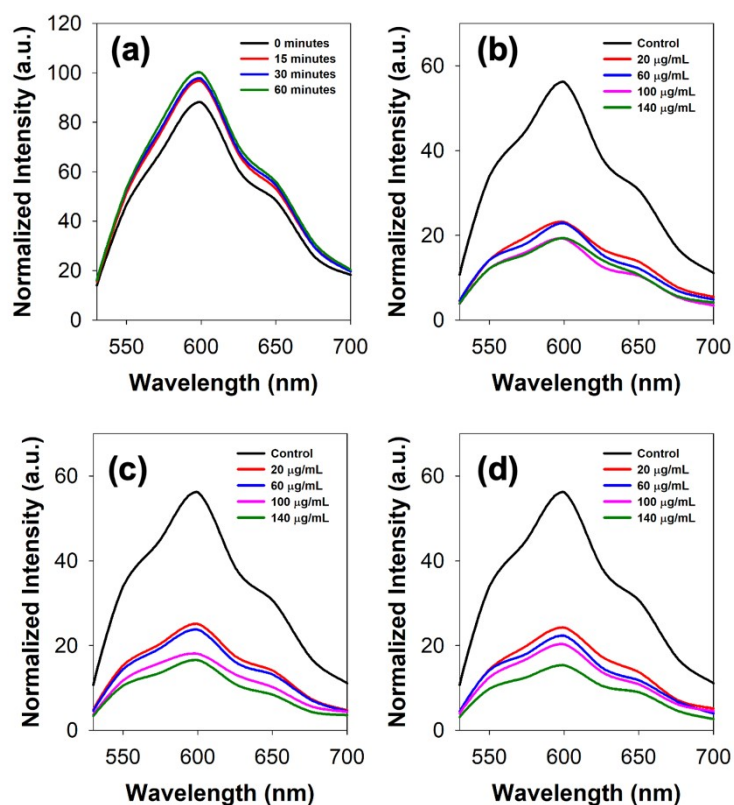 (a)
0 minutes
15 minutes
30 minutes
60 minutes
Normalized Intensity (a.u.)
120
100
80
60
40
20
0
550 600 650 700
Wavelength (nm)
(b)
Control
20 μg/mL
60 μg/mL
100 μg/mL
140 μg/mL
Normalized Intensity (a.u.)
60
40
20
0
550 600 650 700
Wavelength (nm)
(c)
Control
20 μg/mL
60 μg/mL
100 μg/mL
140 μg/mL
Normalized Intensity (a.u.)
60
40
20
0
550 600 650 700
Wavelength (nm)
(d)
Control
20 μg/mL
60 μg/mL
100 μg/mL
140 μg/mL
Normalized Intensity (a.u.)
60
40
20
0
550 600 650 700
Wavelength (nm)